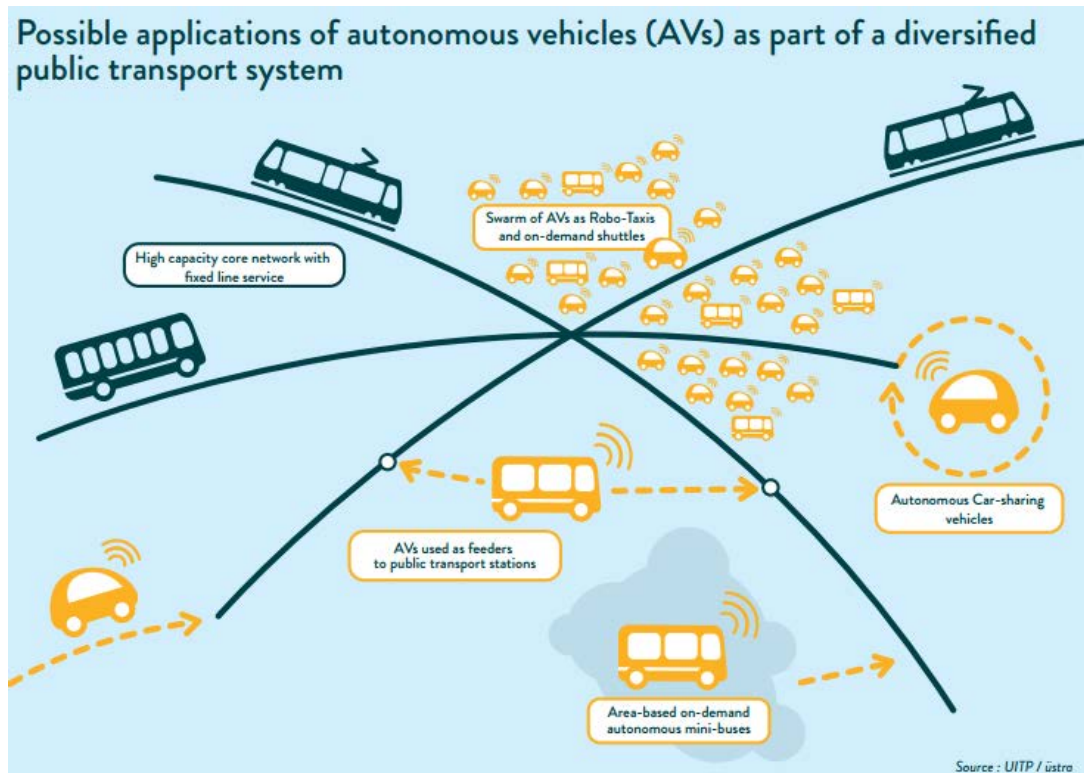 Possible applications of autonomous vehicles (AVs) as part of a diversified
public transport system
Swarm of AVs as Robo-Taxis
and on-demand shuttles
High capacity core network with
fixed line service
Autonomous Car-sharing
vehicles
AVs used as feeders
to public transport stations
Area-based on-demand
autonomous mini-buses
Source : UITP / üstra